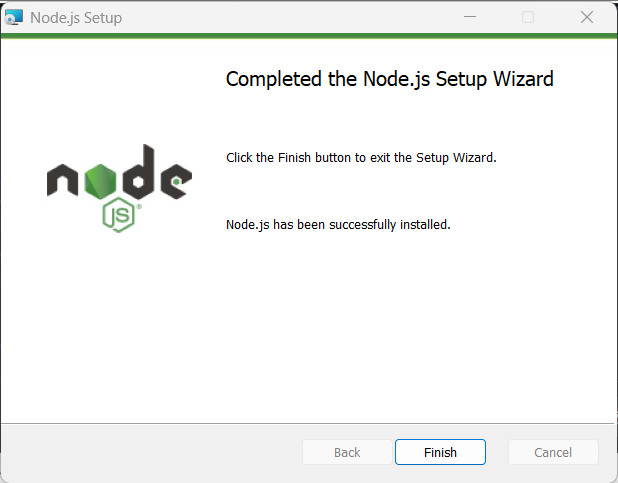 Node.js Setup
Completed the Node.js Setup Wizard
Click the Finish button to exit the Setup Wizard.
node
JS®
Node.js has been successfully installed.
Back
Finish
Cancel